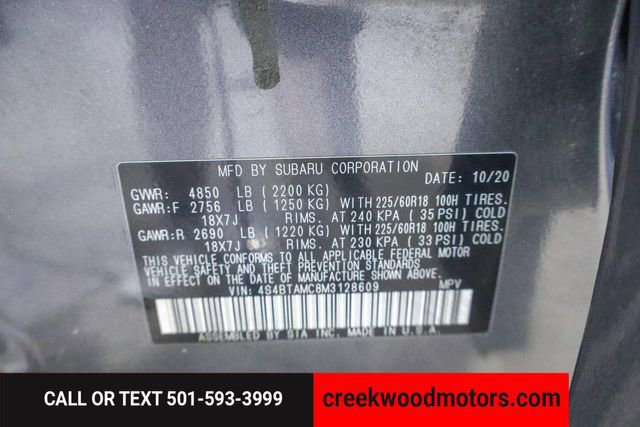 MFD BY SUBARU CORPORATION
DATE: 10/20
GVWR: 4850 LB ( 2200 KG)
GAWR:F 2756 LB ( 1250 KG) WITH 225/60R18 100H TIRES.
18X7J RIMS. AT 240 KPA ( 35 PSI) COLD
GAWR:R 2690 LB ( 1220 KG) WITH 225/60R18 100H TIRES.
18X7J RIMS. AT 230 KPA ( 33 PSI) COLD
THIS VEHICLE CONFORMS TO ALL APPLICABLE FEDERAL MOTOR
VEHICLE SAFETY AND THEFT PREVENTION STANDARDS IN EFFECT
ON THE DATE OF MANUFACTURE SHOWN ABOVE.
VIN: 4S4BTAMC8M3128609 MPV
ASSEMBLED BY SIA INC. MADE IN U.S.A.
CALL OR TEXT 501-593-3999 creekwoodmotors.com/